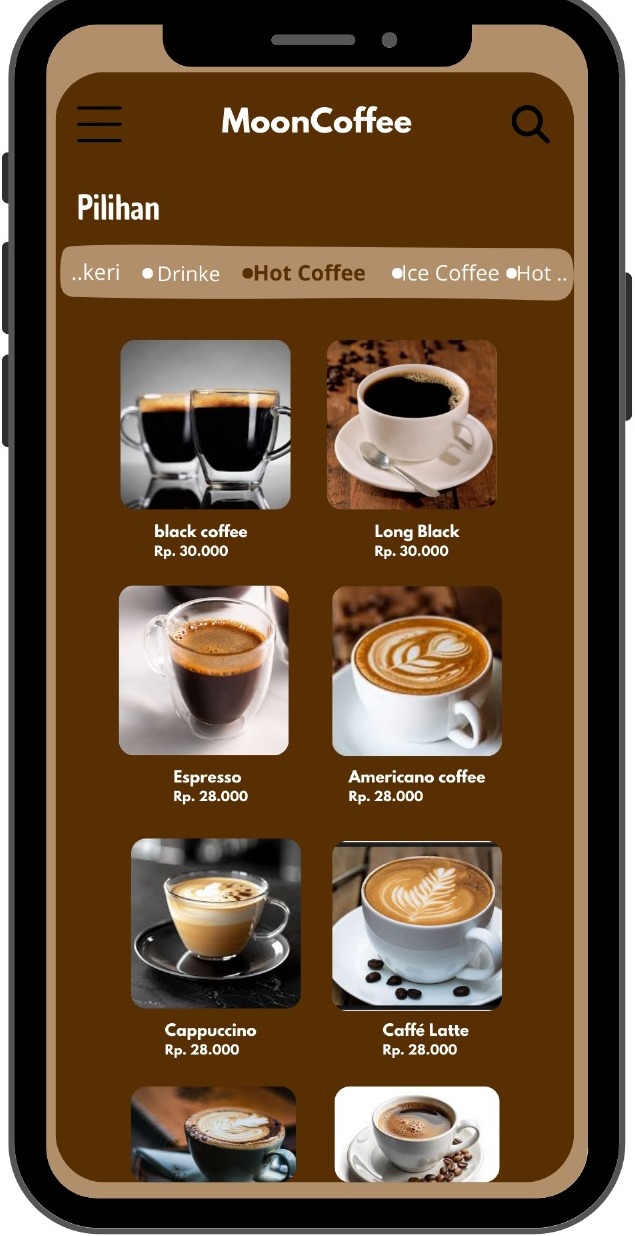 MoonCoffee
Pilihan
..keri Drinke Hot Coffee Ice Coffee Hot ..
black coffee Long Black
Rp. 30.000 Rp. 30.000
Espresso Americano coffee
Rp. 28.000 Rp. 28.000
Cappuccino Caffé Latte
Rp. 28.000 Rp. 28.000